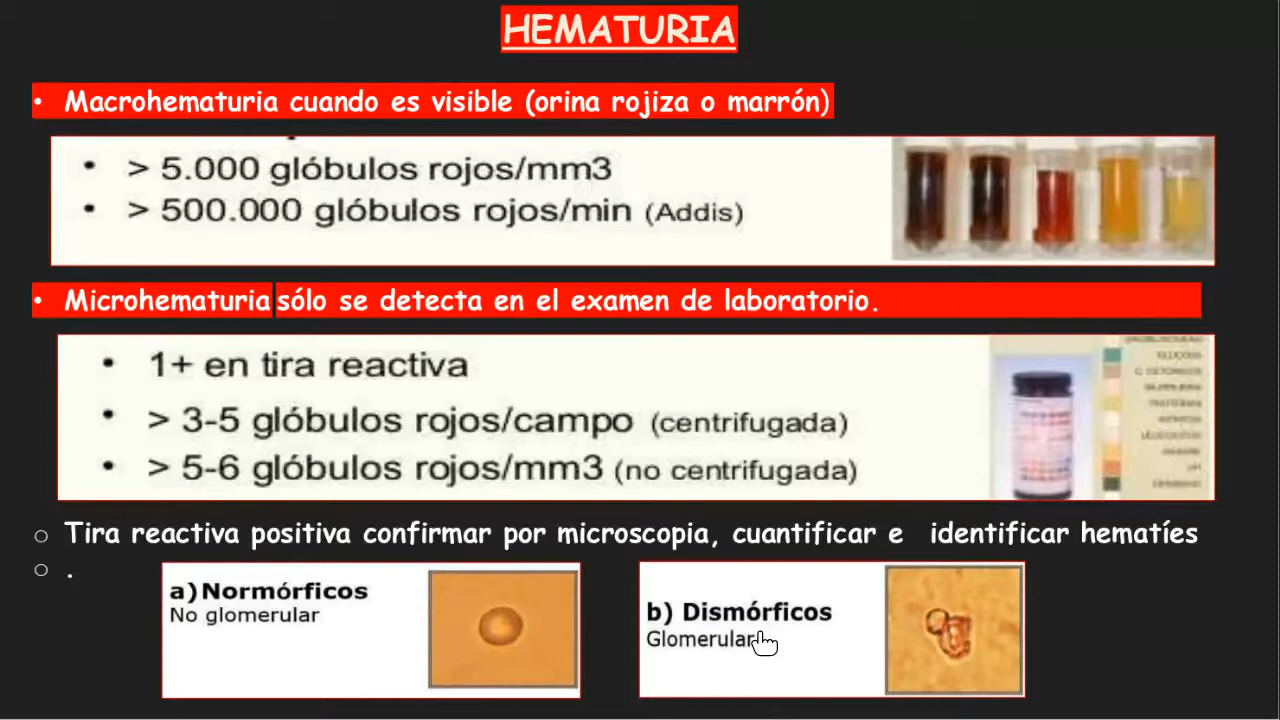 HEMATURIA
• Macrohematuria cuando es visible (orina rojiza o marrón)
• > 5.000 glóbulos rojos/mm3
• > 500.000 glóbulos rojos/min (Addis)
• Microhematuria sólo se detecta en el examen de laboratorio.
• 1+ en tira reactiva
• > 3-5 glóbulos rojos/campo (centrifugada)
• > 5-6 glóbulos rojos/mm3 (no centrifugada)
GLUCOSA
pH
○ Tira reactiva positiva confirmar por microscopia, cuantificar e identificar hematíes
○ .
a) Normórficos
No glomerular
b) Dismórficos
Glomerular